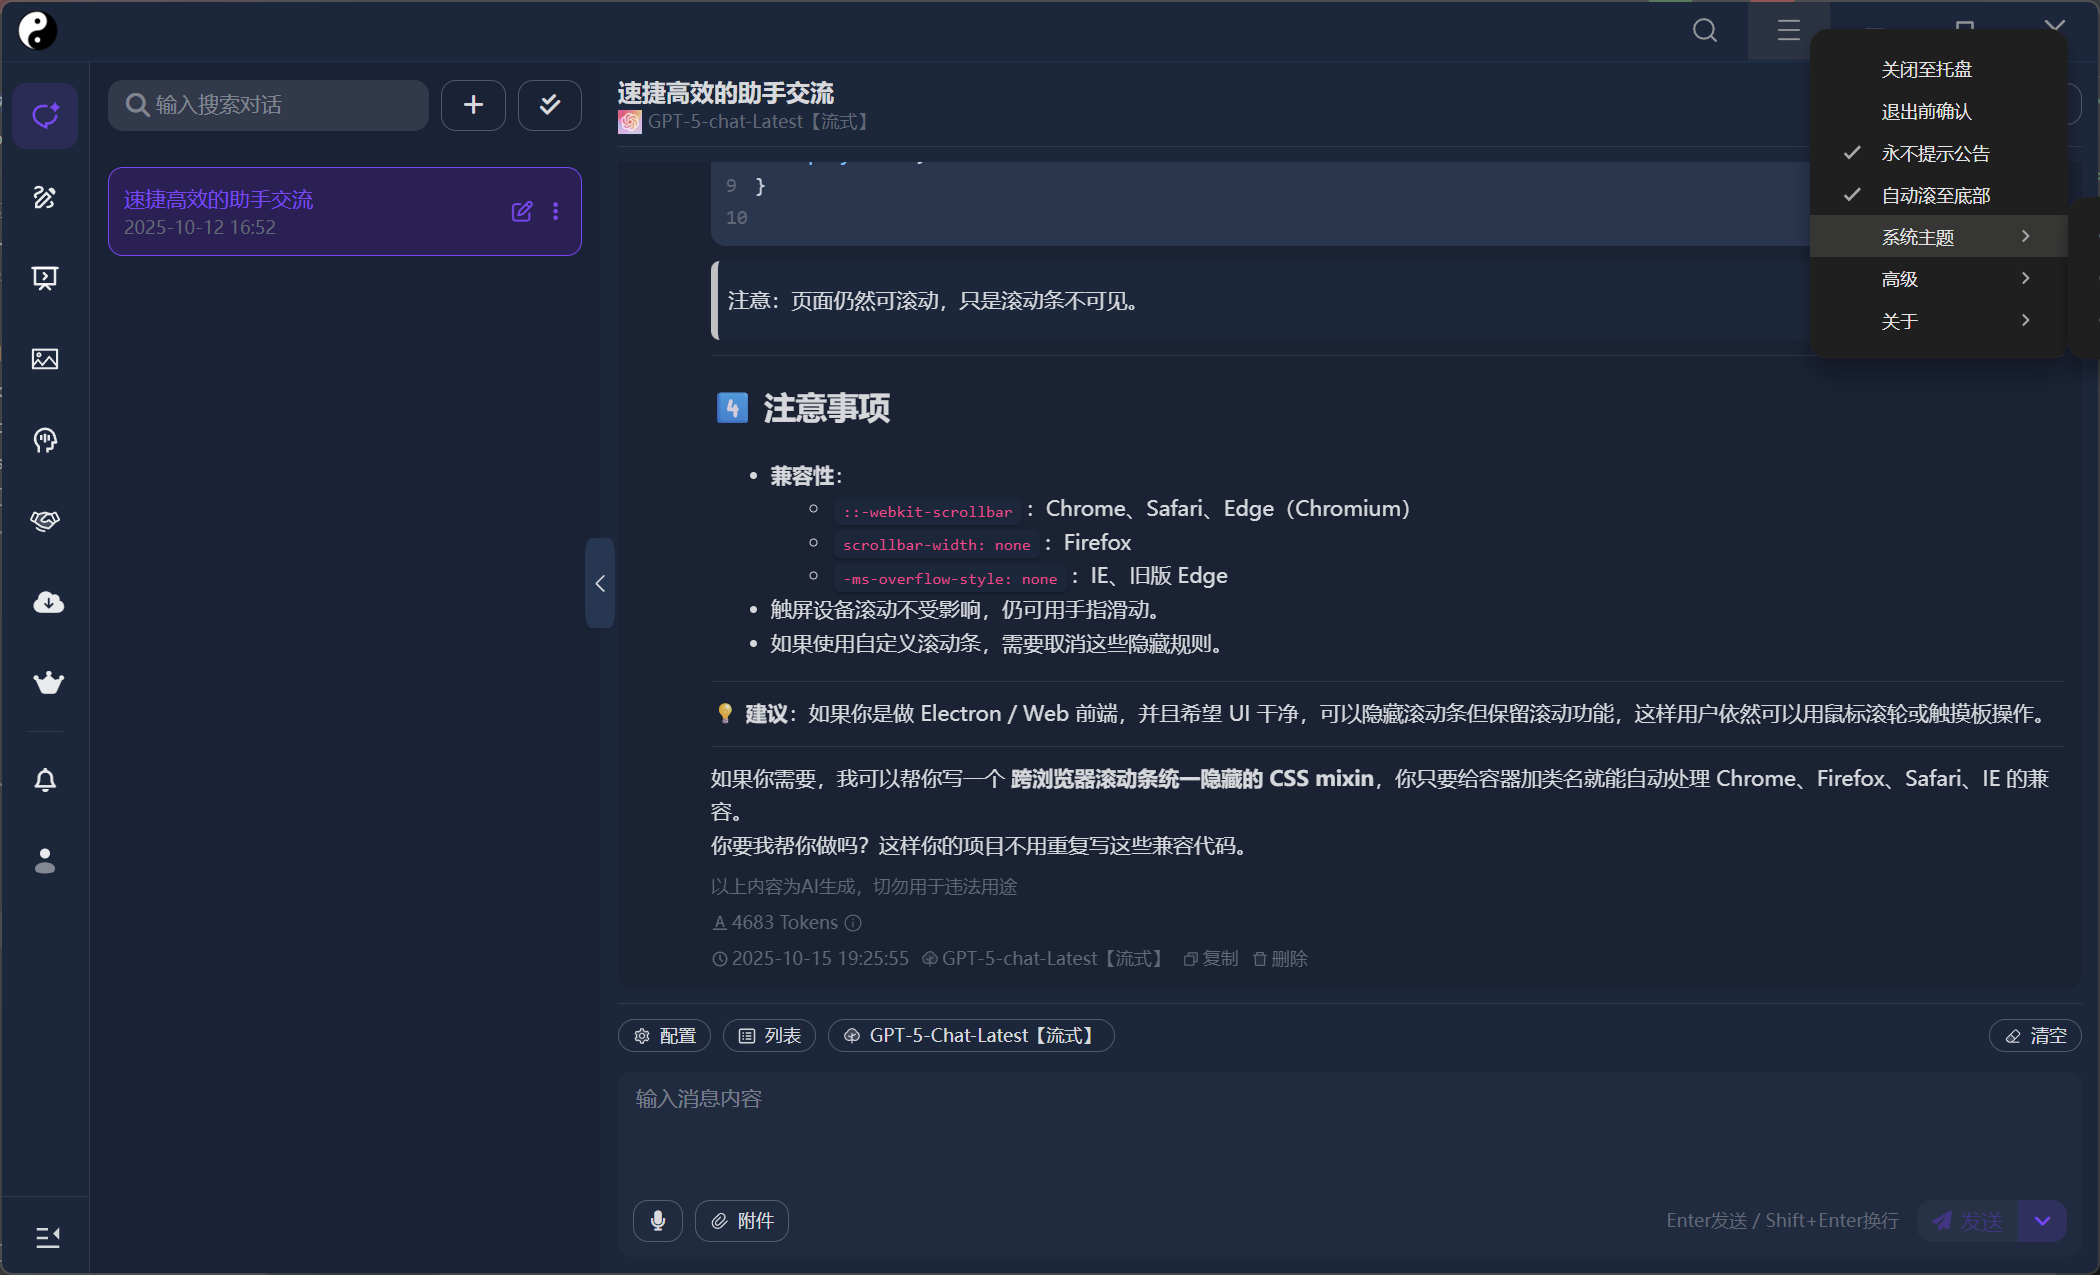 输入搜索对话
速捷高效的助手交流
2025-10-12 16:52
速捷高效的助手交流
GPT-5-chat-Latest【流式】
关闭至托盘
退出前确认
永不提示公告
自动滚至底部
系统主题
高级
关于
9 }
10
注意：页面仍然可滚动，只是滚动条不可见。
4 注意事项
兼容性：
::-webkit-scrollbar ：Chrome、Safari、Edge（Chromium）
scrollbar-width: none ：Firefox
-ms-overflow-style: none ：IE、旧版 Edge
触屏设备滚动不受影响，仍可用手指滑动。
如果使用自定义滚动条，需要取消这些隐藏规则。
建议：如果你是做 Electron / Web 前端，并且希望 UI 干净，可以隐藏滚动条但保留滚动功能，这样用户依然可以用鼠标滚轮或触摸板操作。
如果你需要，我可以帮你写一个 跨浏览器滚动条统一隐藏的 CSS mixin，你只要给容器加类名就能自动处理 Chrome、Firefox、Safari、IE 的兼
容。
你要我帮你做吗？这样你的项目不用重复写这些兼容代码。
以上内容为AI生成，切勿用于违法用途
4683 Tokens
2025-10-15 19:25:55 GPT-5-chat-Latest【流式】 复制 删除
配置 列表 GPT-5-Chat-Latest【流式】 清空
输入消息内容
附件 Enter发送 / Shift+Enter换行 发送